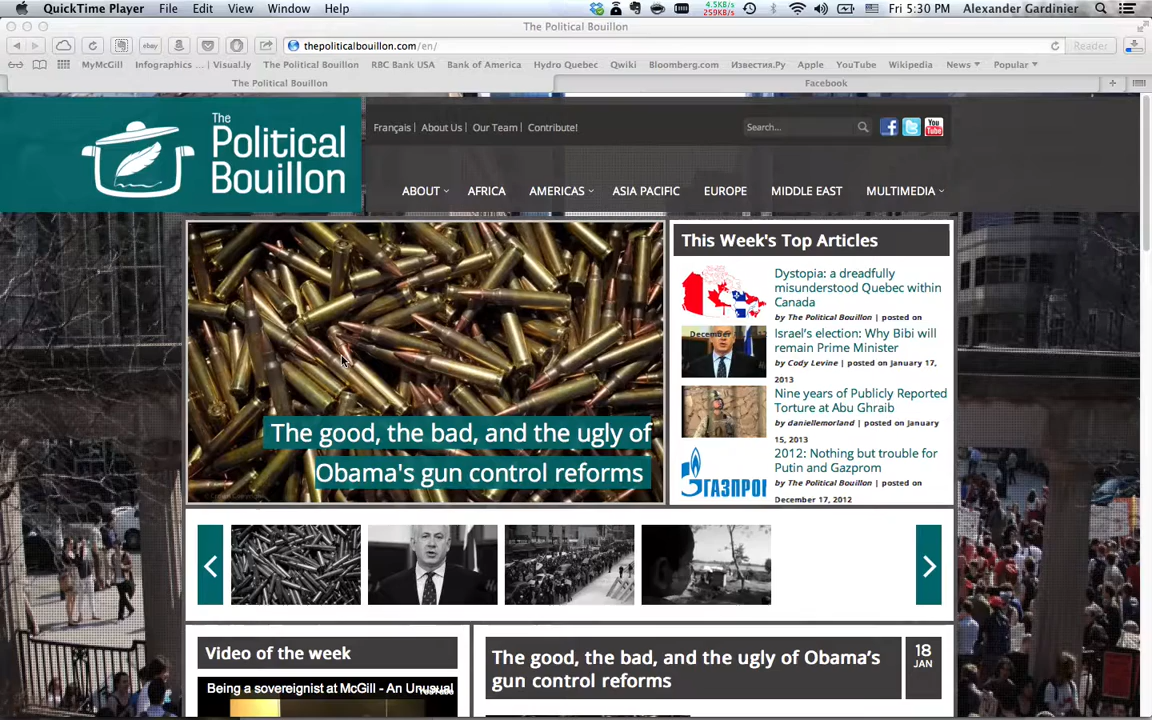 QuickTime Player File Edit View Window Help 4.5KB/s 259KB/s Fri 5:30 PM Alexander Gardinier
The Political Bouillon
thepoliticalbouillon.com/en/ Reader
MyMcGill Infographics ... | Visual.ly The Political Bouillon RBC Bank USA Bank of America Hydro Quebec Qwiki Bloomberg.com Известия.Ру Apple YouTube Wikipedia News Popular
The Political Bouillon Facebook
The
Political
Bouillon
Français | About Us | Our Team | Contribute!
Search...
You
Tube
ABOUT AFRICA AMERICAS ASIA PACIFIC EUROPE MIDDLE EAST MULTIMEDIA
The good, the bad, and the ugly of
Obama's gun control reforms
This Week's Top Articles
Dystopia: a dreadfully
misunderstood Quebec within
Canada
by The Political Bouillon | posted on
December
Israel's election: Why Bibi will
remain Prime Minister
by Cody Levine | posted on January 17,
2013
Nine years of Publicly Reported
Torture at Abu Ghraib
by daniellemorland | posted on January
15, 2013
2012: Nothing but trouble for
Putin and Gazprom
by The Political Bouillon | posted on
December 17, 2012
ГАЗПРО
Video of the week
Being a sovereignist at McGill - An Unusual
The good, the bad, and the ugly of Obama's
gun control reforms
18
JAN